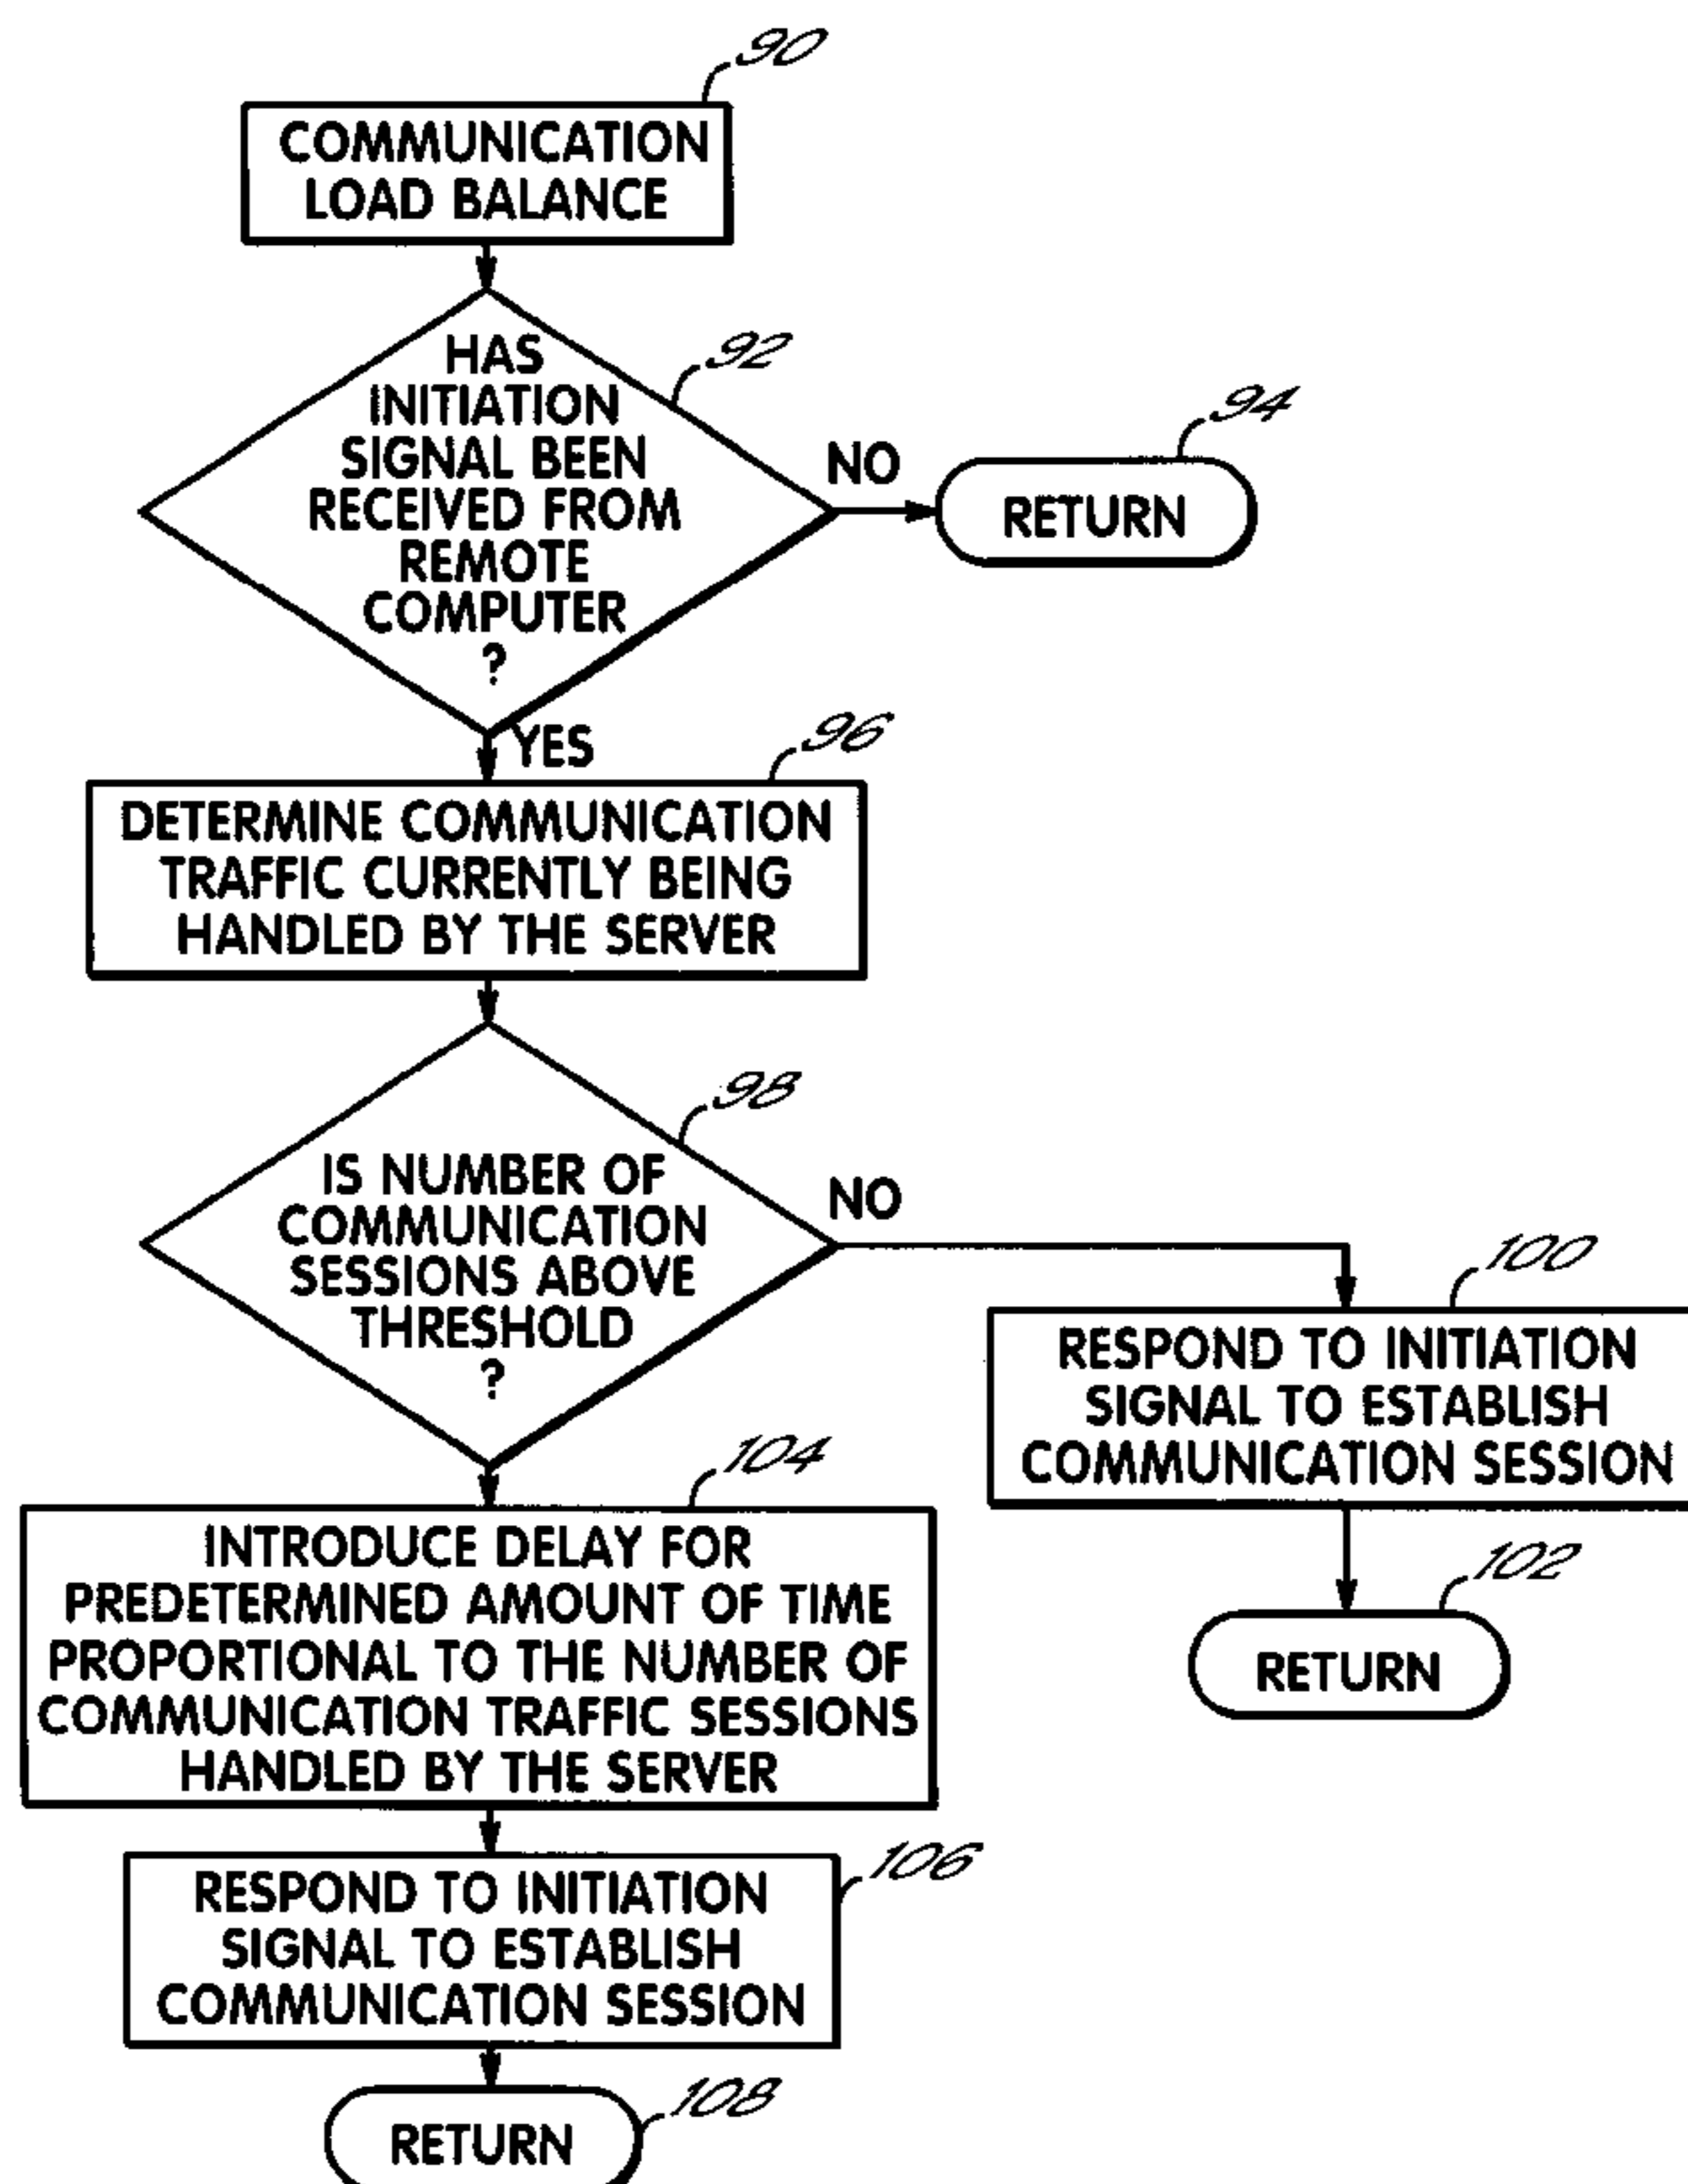 90
COMMUNICATION
LOAD BALANCE
HAS
INITIATION
SIGNAL BEEN
RECEIVED FROM
REMOTE
COMPUTER
?
92
NO
94
RETURN
YES
96
DETERMINE COMMUNICATION
TRAFFIC CURRENTLY BEING
HANDLED BY THE SERVER
98
IS NUMBER OF
COMMUNICATION
SESSIONS ABOVE
THRESHOLD
?
NO
100
RESPOND TO INITIATION
SIGNAL TO ESTABLISH
COMMUNICATION SESSION
102
RETURN
104
INTRODUCE DELAY FOR
PREDETERMINED AMOUNT OF TIME
PROPORTIONAL TO THE NUMBER OF
COMMUNICATION TRAFFIC SESSIONS
HANDLED BY THE SERVER
106
RESPOND TO INITIATION
SIGNAL TO ESTABLISH
COMMUNICATION SESSION
108
RETURN